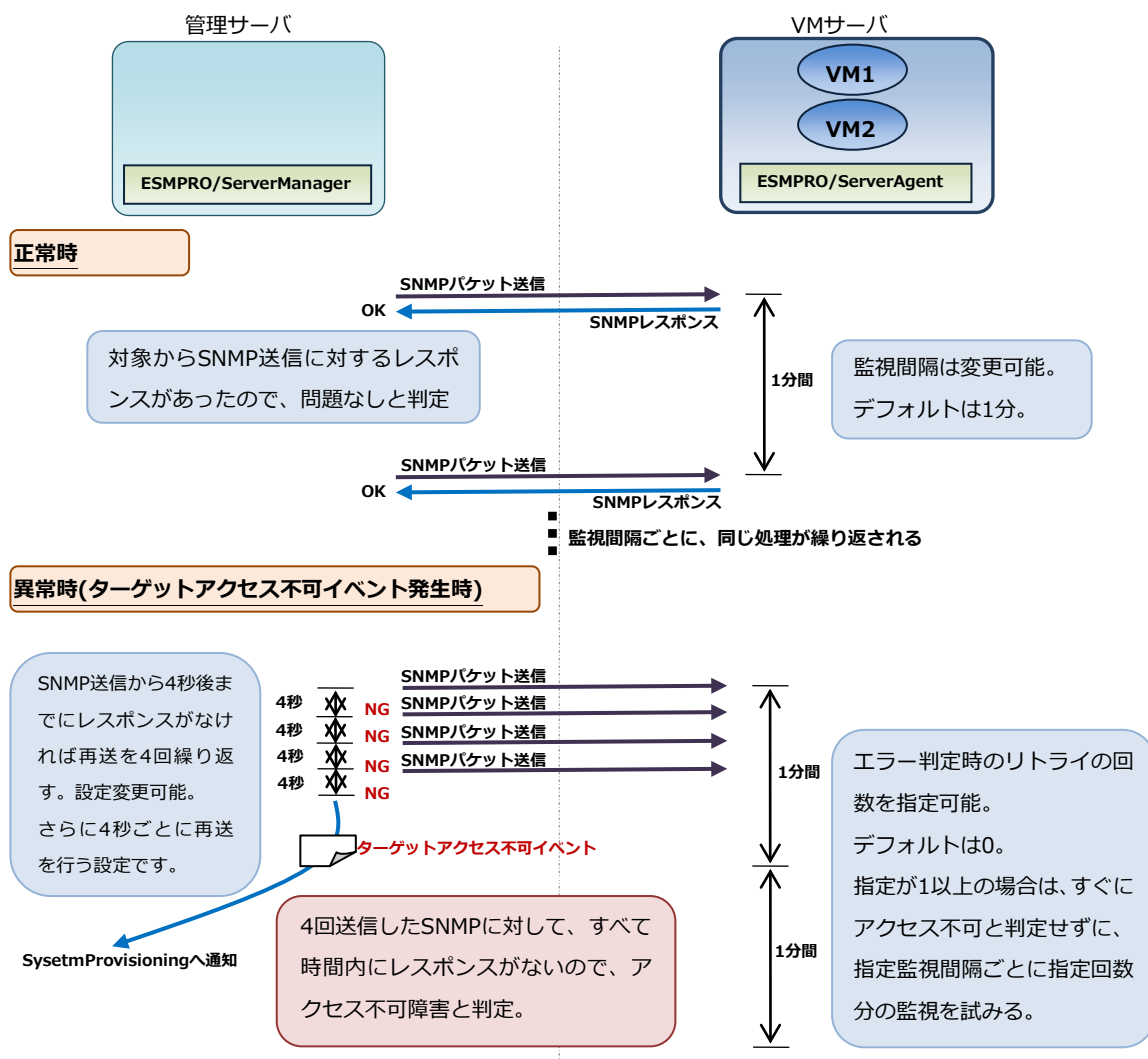 管理サーバ
VMサーバ
VM1
VM2
ESMPRO/ServerManager
ESMPRO/ServerAgent
正常時
SNMPパケット送信
OK
SNMPレスポンス
対象からSNMP送信に対するレスポ
ンスがあったので、問題なしと判定
1分間
監視間隔は変更可能。
デフォルトは1分。
SNMPパケット送信
OK
SNMPレスポンス
監視間隔ごとに、同じ処理が繰り返される
異常時(ターゲットアクセス不可イベント発生時)
SNMP送信から4秒後ま
でにレスポンスがなけ
れば再送を4回繰り返
す。設定変更可能。
さらに4秒ごとに再送
を行う設定です。
SNMPパケット送信
4秒
NG SNMPパケット送信
4秒
NG SNMPパケット送信
4秒
NG SNMPパケット送信
4秒
NG
ターゲットアクセス不可イベント
SysetmProvisioningへ通知
4回送信したSNMPに対して、すべて
時間内にレスポンスがないので、ア
クセス不可障害と判定。
1分間
1分間
エラー判定時のリトライの回
数を指定可能。
デフォルトは0。
指定が1以上の場合は、すぐに
アクセス不可と判定せずに、
指定監視間隔ごとに指定回数
分の監視を試みる。